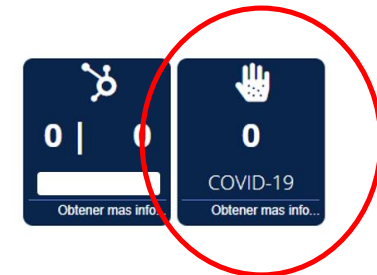 0 | 0
Obtener mas info...
0
COVID-19
Obtener mas info...